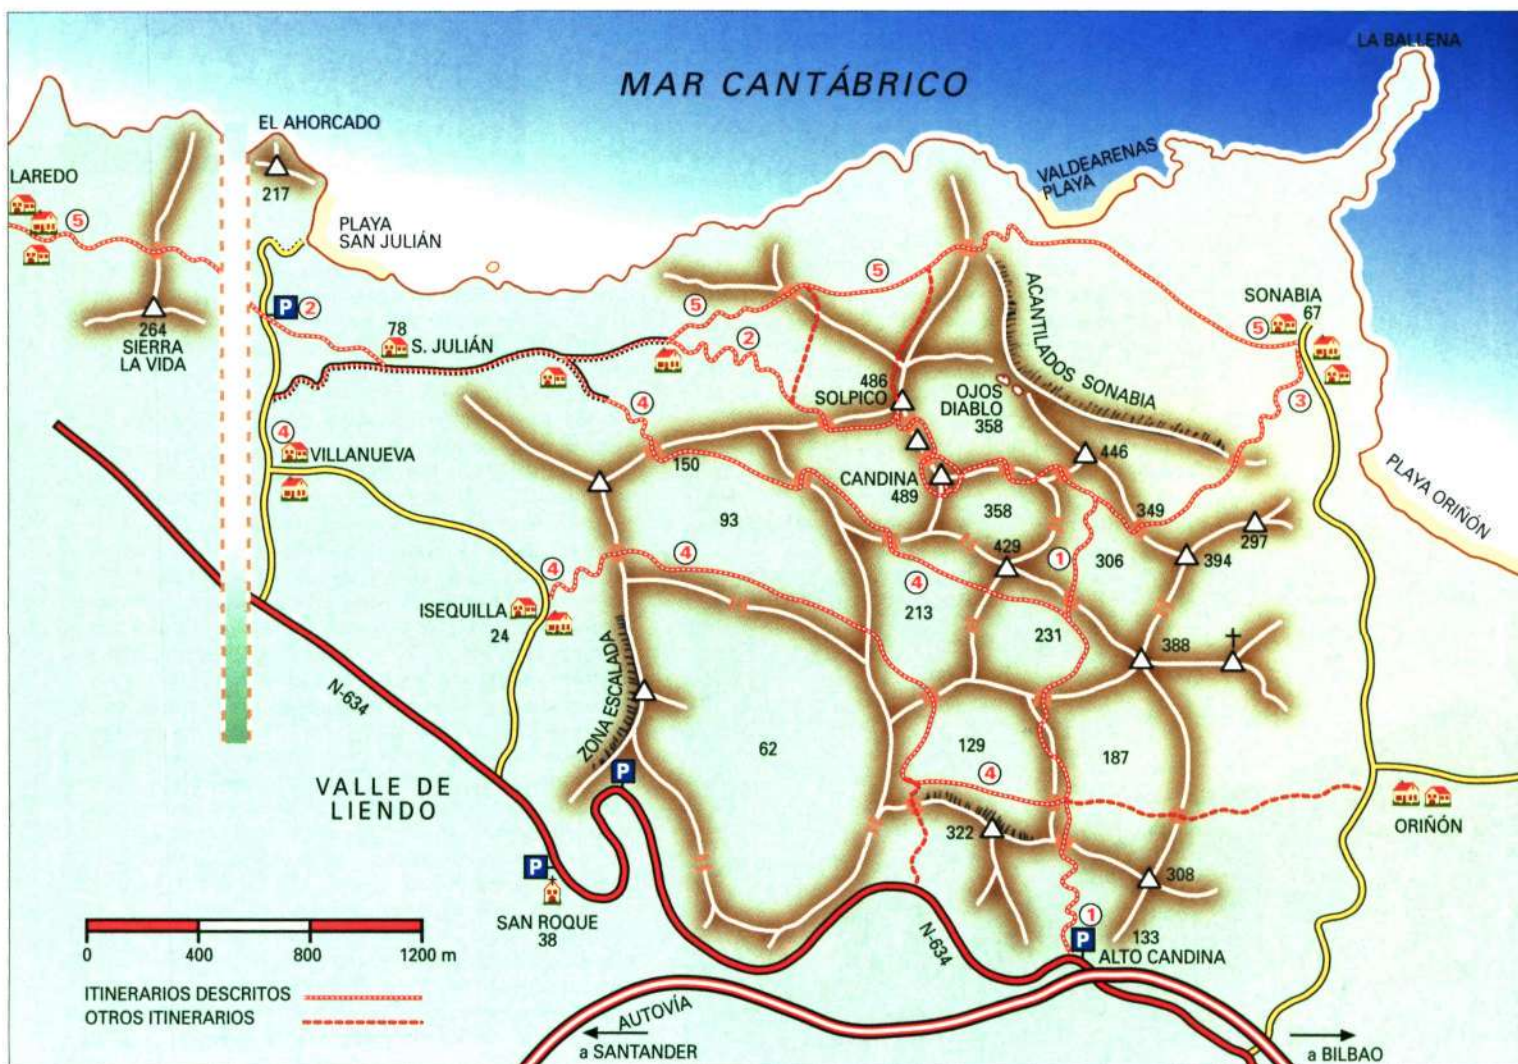 LA BALLENA
MAR CANTÁBRICO
EL AHORCADO
217
LAREDO
5
PLAYA
SAN JULIÁN
VALDEARENAS
PLAYA
5
ACANTILADOS SONABIA
SONABIA
67
5
264
SIERRA
LA VIDA
P
2
78
S. JULIÁN
5
2
486
SOLPICO
OJOS
DIABLO
358
3
4
VILLANUEVA
4
150
CANDINA
489
446
PLAYA ORIÑÓN
93
358
349
297
429
1
306
394
4
4
4
213
ISEQUILLA
24
231
388
N-634
ZONA ESCALADA
62
129
187
4
P
VALLE DE
LIENDO
ORIÑÓN
322
308
P
SAN ROQUE
38
N-634
1
P
133
ALTO CANDINA
0 400 800 1200 m
ITINERARIOS DESCRITOS
OTROS ITINERARIOS
AUTOVÍA
a SANTANDER
a BILBAO